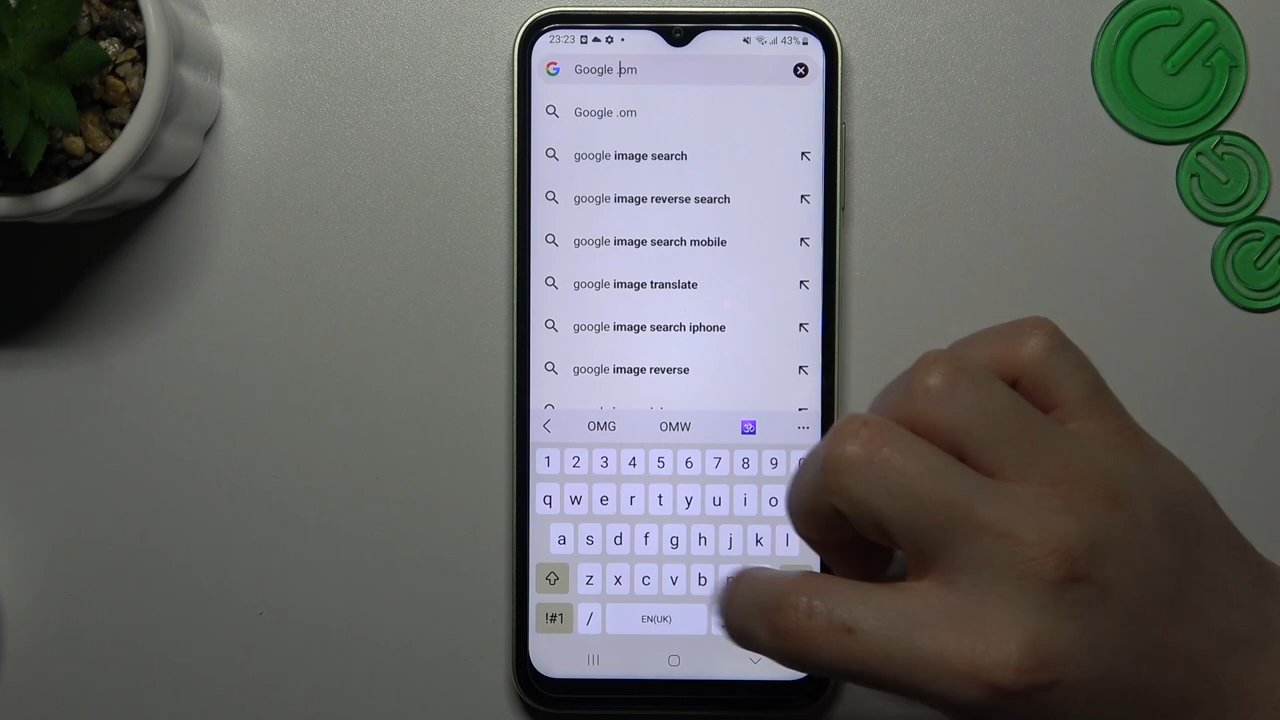 23:23 43%
Google .om
Google .om
google image search
google image reverse search
google image search mobile
google image translate
google image search iphone
google image reverse
OMG OMW
1 2 3 4 5 6 7 8 9
q w e r t y u i o
a s d f g h j k l
z x c v b
!#1 / EN(UK)